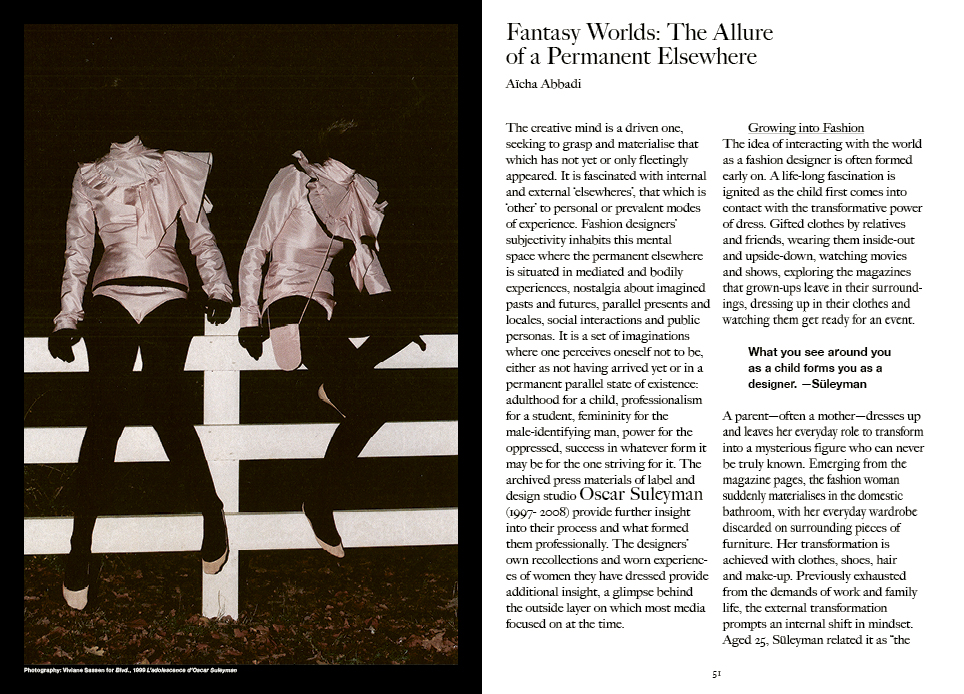 Photography: Viviane Sassen for Blvd., 1999 L'adolescence d'Oscar Suleyman
Fantasy Worlds: The Allure
of a Permanent Elsewhere
Aïcha Abbadi
The creative mind is a driven one,
seeking to grasp and materialise that
which has not yet or only fleetingly
appeared. It is fascinated with internal
and external ‘elsewheres’, that which is
‘other’ to personal or prevalent modes
of experience. Fashion designers’
subjectivity inhabits this mental
space where the permanent elsewhere
is situated in mediated and bodily
experiences, nostalgia about imagined
pasts and futures, parallel presents and
locales, social interactions and public
personas. It is a set of imaginations
where one perceives oneself not to be,
either as not having arrived yet or in a
permanent parallel state of existence:
adulthood for a child, professionalism
for a student, femininity for the
male-identifying man, power for the
oppressed, success in whatever form it
may be for the one striving for it. The
archived press materials of label and
design studio Oscar Suleyman
(1997- 2008) provide further insight
into their process and what formed
them professionally. The designers’
own recollections and worn experienc-
es of women they have dressed provide
additional insight, a glimpse behind
the outside layer on which most media
focused on at the time.
Growing into Fashion
The idea of interacting with the world
as a fashion designer is often formed
early on. A life-long fascination is
ignited as the child first comes into
contact with the transformative power
of dress. Gifted clothes by relatives
and friends, wearing them inside-out
and upside-down, watching movies
and shows, exploring the magazines
that grown-ups leave in their surround-
ings, dressing up in their clothes and
watching them get ready for an event.
What you see around you
as a child forms you as a
designer. —Süleyman
A parent—often a mother—dresses up
and leaves her everyday role to transform
into a mysterious figure who can never
be truly known. Emerging from the
magazine pages, the fashion woman
suddenly materialises in the domestic
bathroom, with her everyday wardrobe
discarded on surrounding pieces of
furniture. Her transformation is
achieved with clothes, shoes, hair
and make-up. Previously exhausted
from the demands of work and family
life, the external transformation
prompts an internal shift in mindset.
Aged 25, Süleyman related it as “the
51